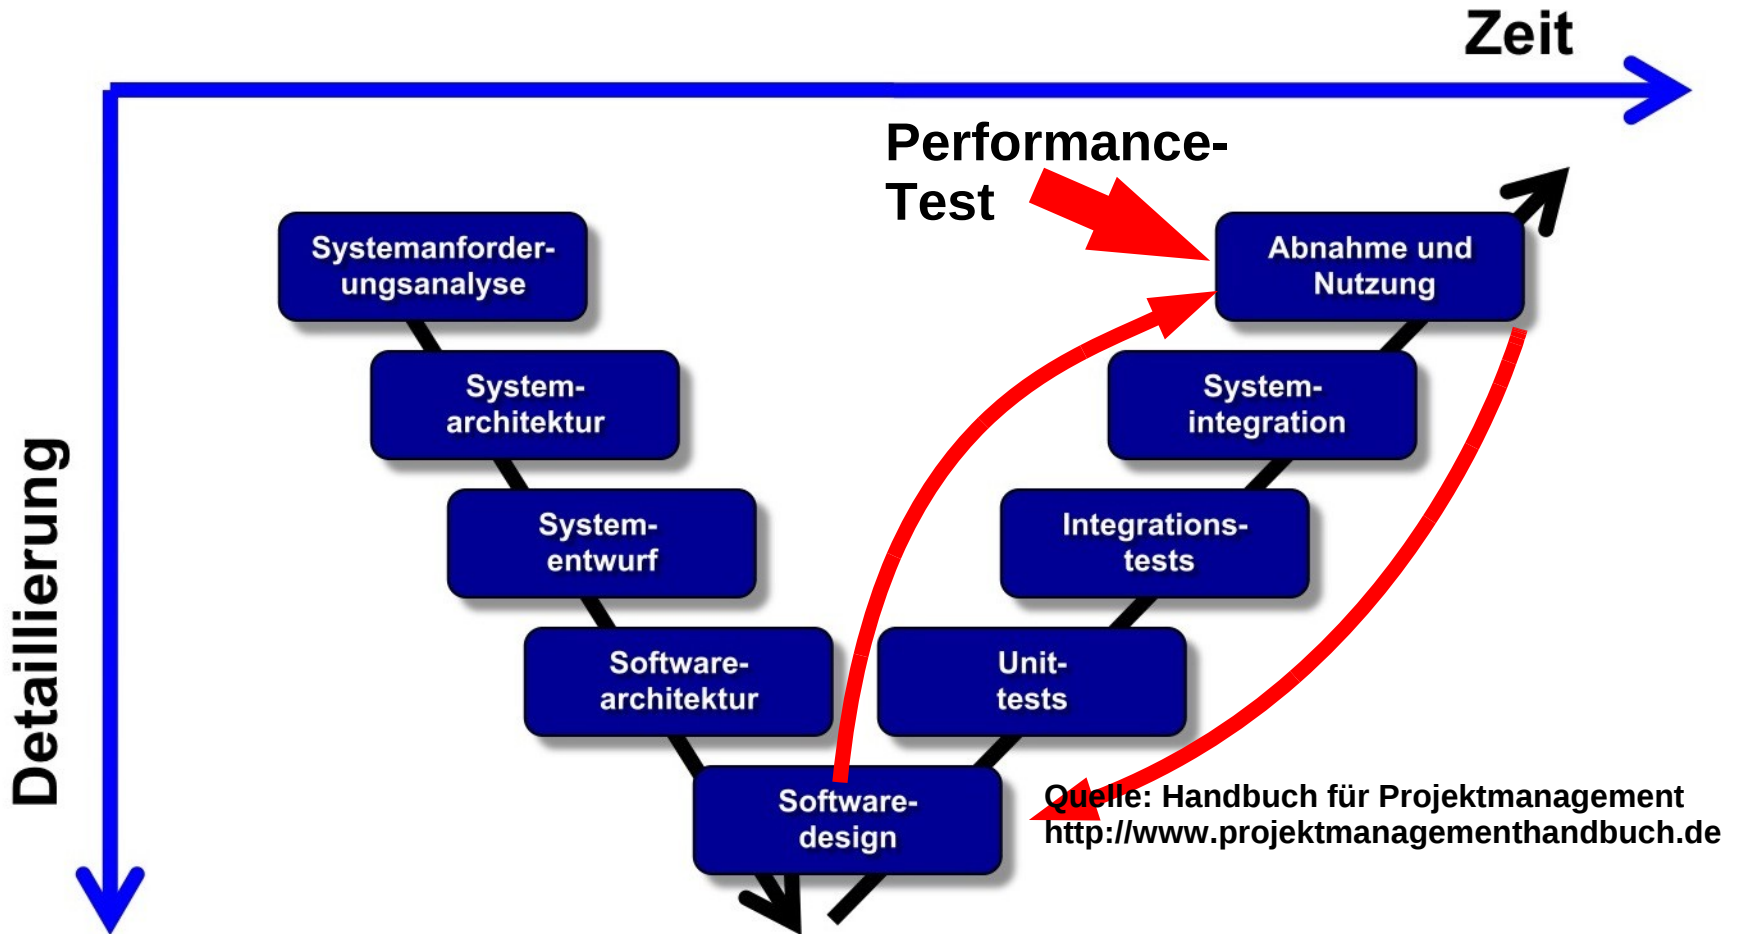 Zeit
Performance-
Test
Systemanforder-
ungsanalyse
Abnahme und
Nutzung
System-
architektur
System-
integration
System-
entwurf
Integrations-
tests
Detaillierung
Software-
architektur
Unit-
tests
Software-
design
Quelle: Handbuch für Projektmanagement
http://www.projektmanagementhandbuch.de